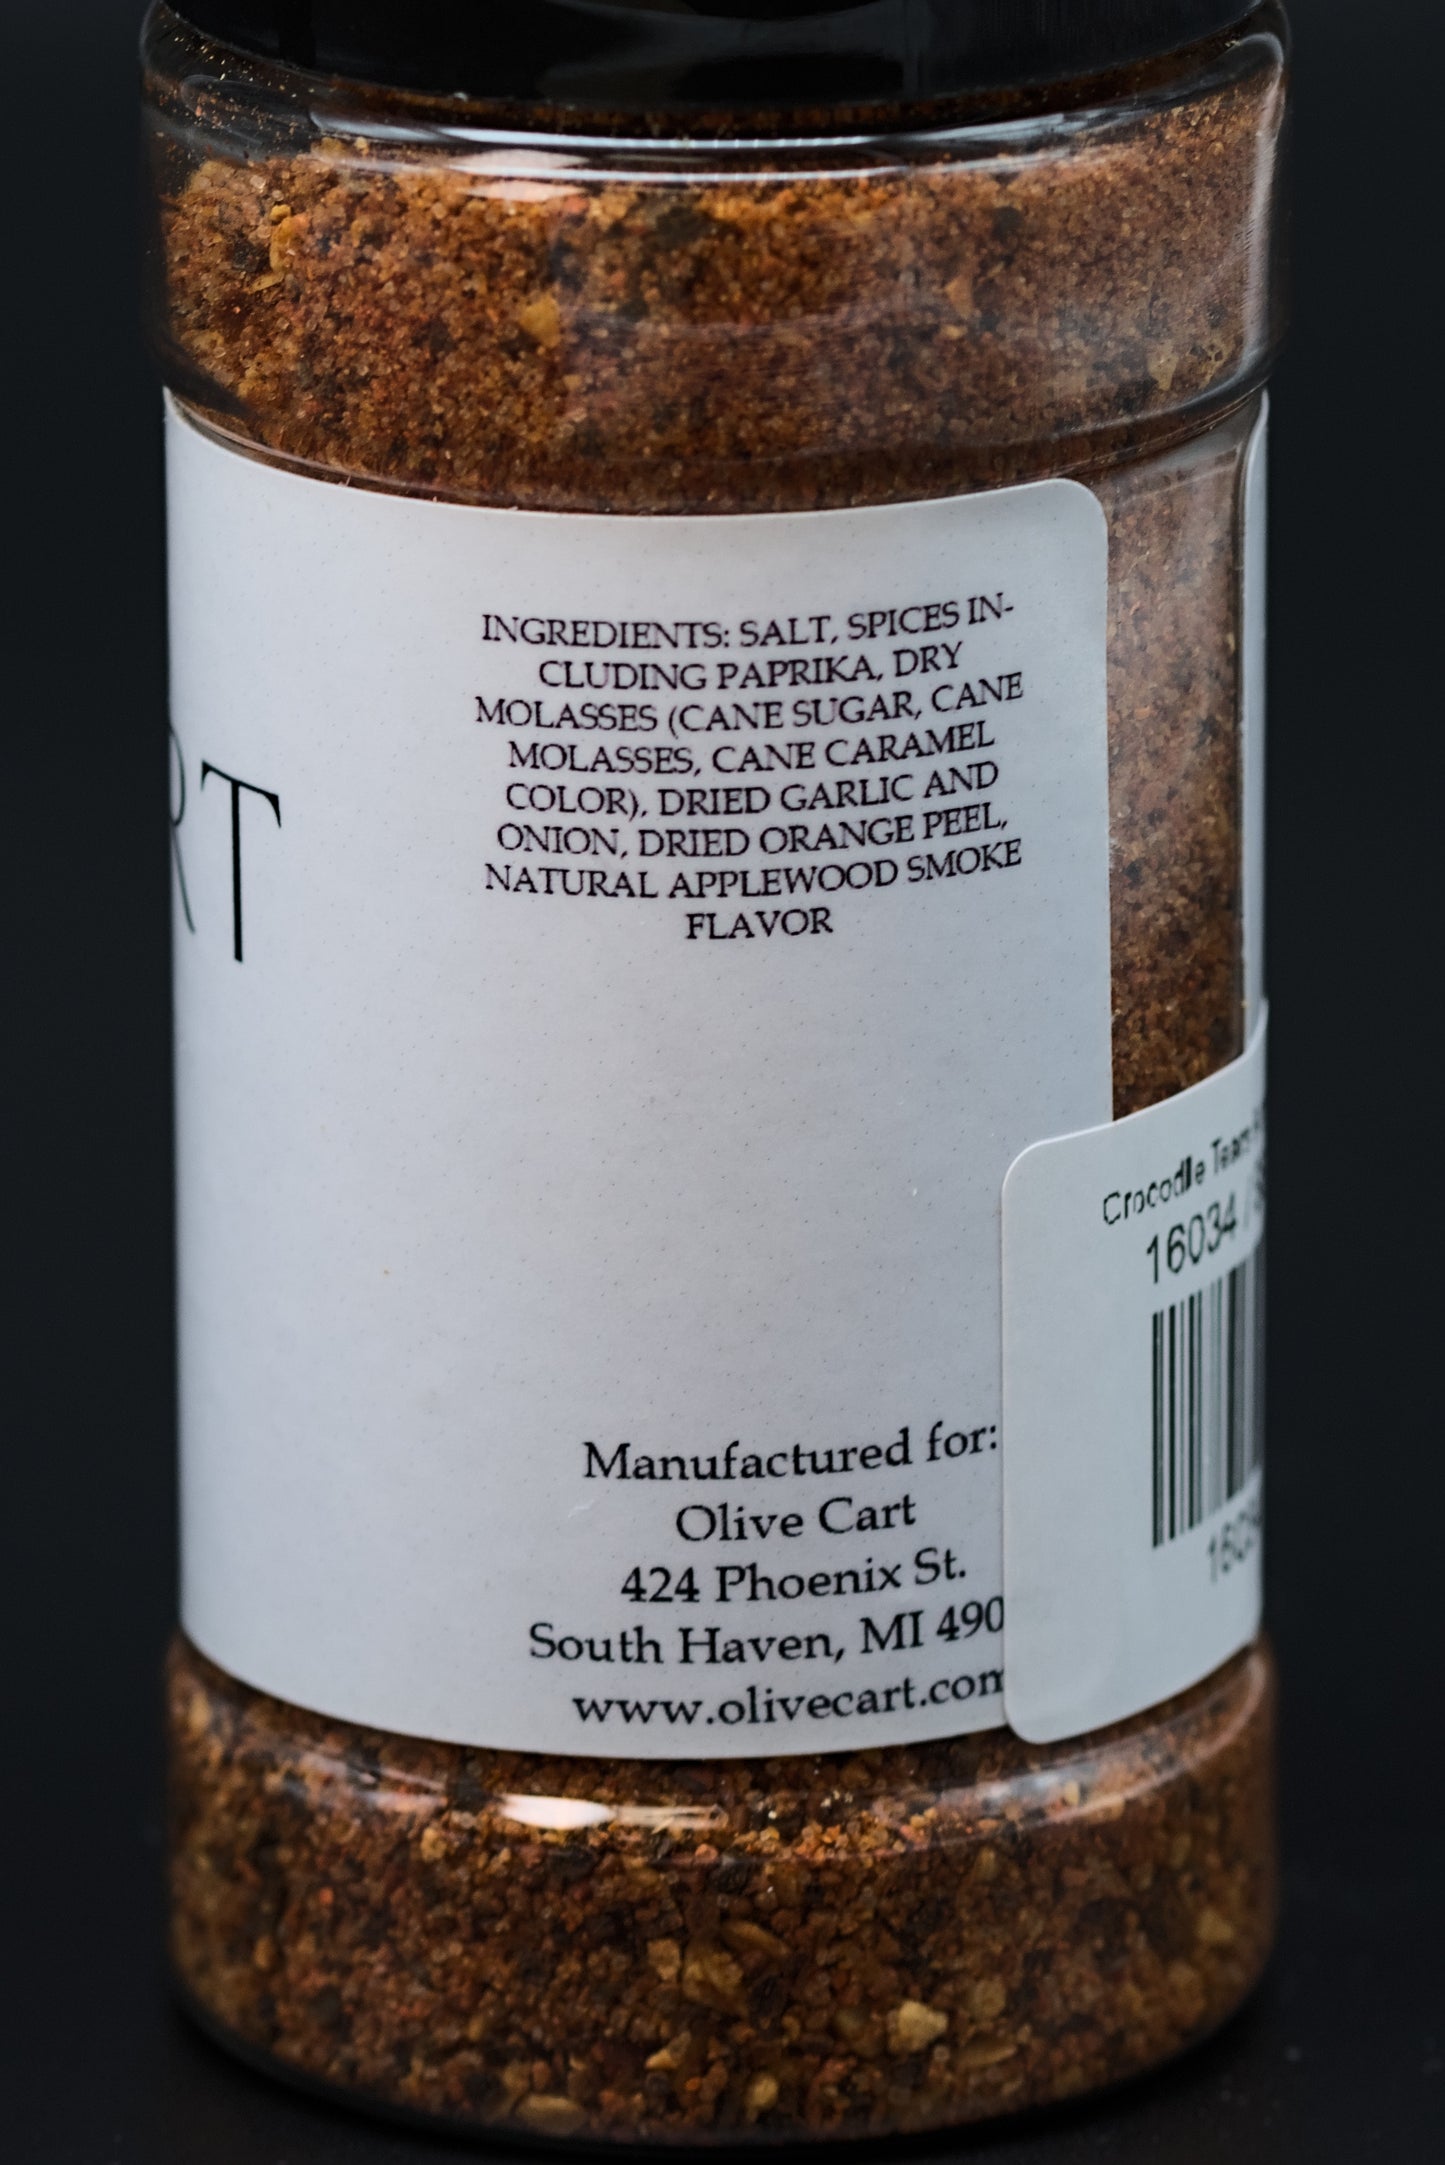 RT
INGREDIENTS: SALT, SPICES IN-
CLUDING PAPRIKA, DRY
MOLASSES (CANE SUGAR, CANE
MOLASSES, CANE CARAMEL
COLOR), DRIED GARLIC AND
ONION, DRIED ORANGE PEEL,
NATURAL APPLEWOOD SMOKE
FLAVOR
Manufactured for:
Olive Cart
424 Phoenix St.
South Haven, MI 490
www.olivecart.com
Crocodile Team
16034 /